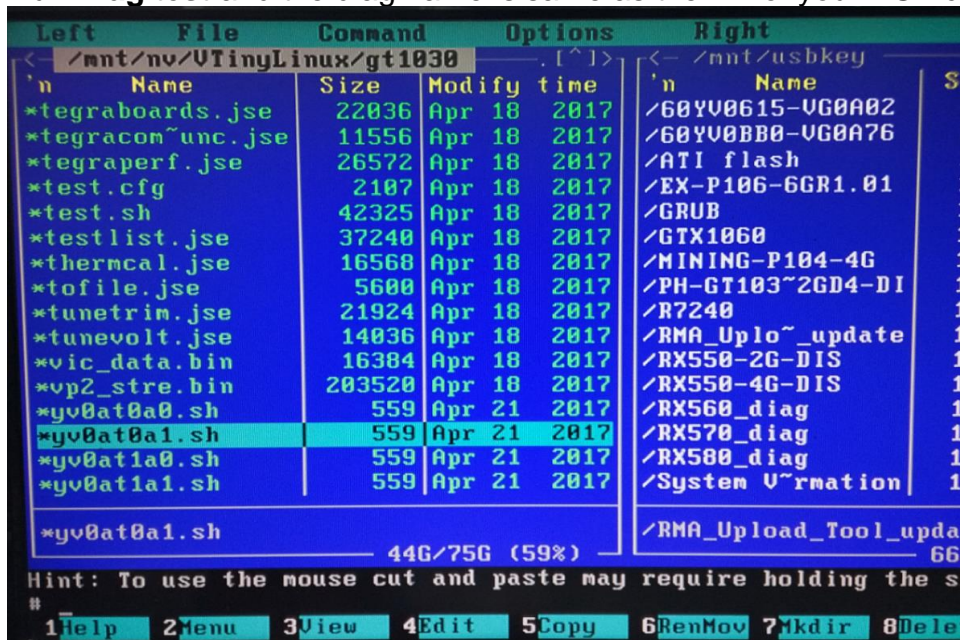 Left File Command Options Right
<- /mnt/nv/VTinyLinux/gt1030 .[^]> <- /mnt/usbkey
'n Name Size Modify time 'n Name S
*tegraboards.jse 22036 Apr 18 2017 /60YV0615-VG0A02
*tegracom~unc.jse 11556 Apr 18 2017 /60YV0BB0-VG0A76
*tegraperf.jse 26572 Apr 18 2017 /ATI flash
*test.cfg 2107 Apr 18 2017 /EX-P106-6GR1.01
*test.sh 42325 Apr 18 2017 /GRUB
*testlist.jse 37240 Apr 18 2017 /GTX1060
*thermcal.jse 16568 Apr 18 2017 /MINING-P104-4G
*tofile.jse 5600 Apr 18 2017 /PH-GT103~2GD4-DI
*tunetrim.jse 21924 Apr 18 2017 /R7240
*tunevolt.jse 14036 Apr 18 2017 /RMA_Uplo~_update
*vic_data.bin 16384 Apr 18 2017 /RX550-2G-DIS
*vp2_stre.bin 203520 Apr 18 2017 /RX550-4G-DIS
*yv0at0a0.sh 559 Apr 21 2017 /RX560_diag
*yv0at0a1.sh 559 Apr 21 2017 /RX570_diag
*yv0at1a0.sh 559 Apr 21 2017 /RX580_diag
*yv0at1a1.sh 559 Apr 21 2017 /System V~rmation
*yv0at0a1.sh /RMA_Upload_Tool_upda
44G/75G (59%) 66
Hint: To use the mouse cut and paste may require holding the s
# _
1Help 2Menu 3View 4Edit 5Copy 6RenMov 7Mkdir 8Dele